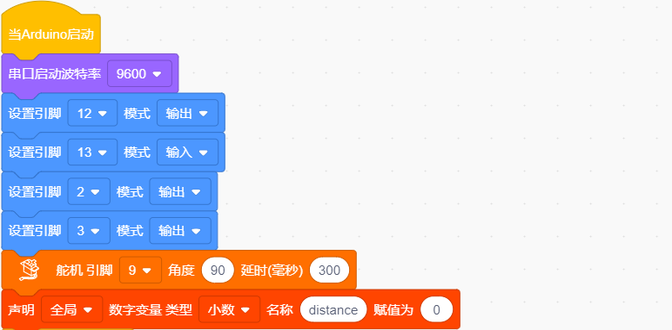 当Arduino启动
串口启动波特率 9600
设置引脚 12 模式 输出
设置引脚 13 模式 输入
设置引脚 2 模式 输出
设置引脚 3 模式 输出
舵机 引脚 9 角度 90 延时(毫秒) 300
声明 全局 数字变量 类型 小数 名称 distance 赋值为 0